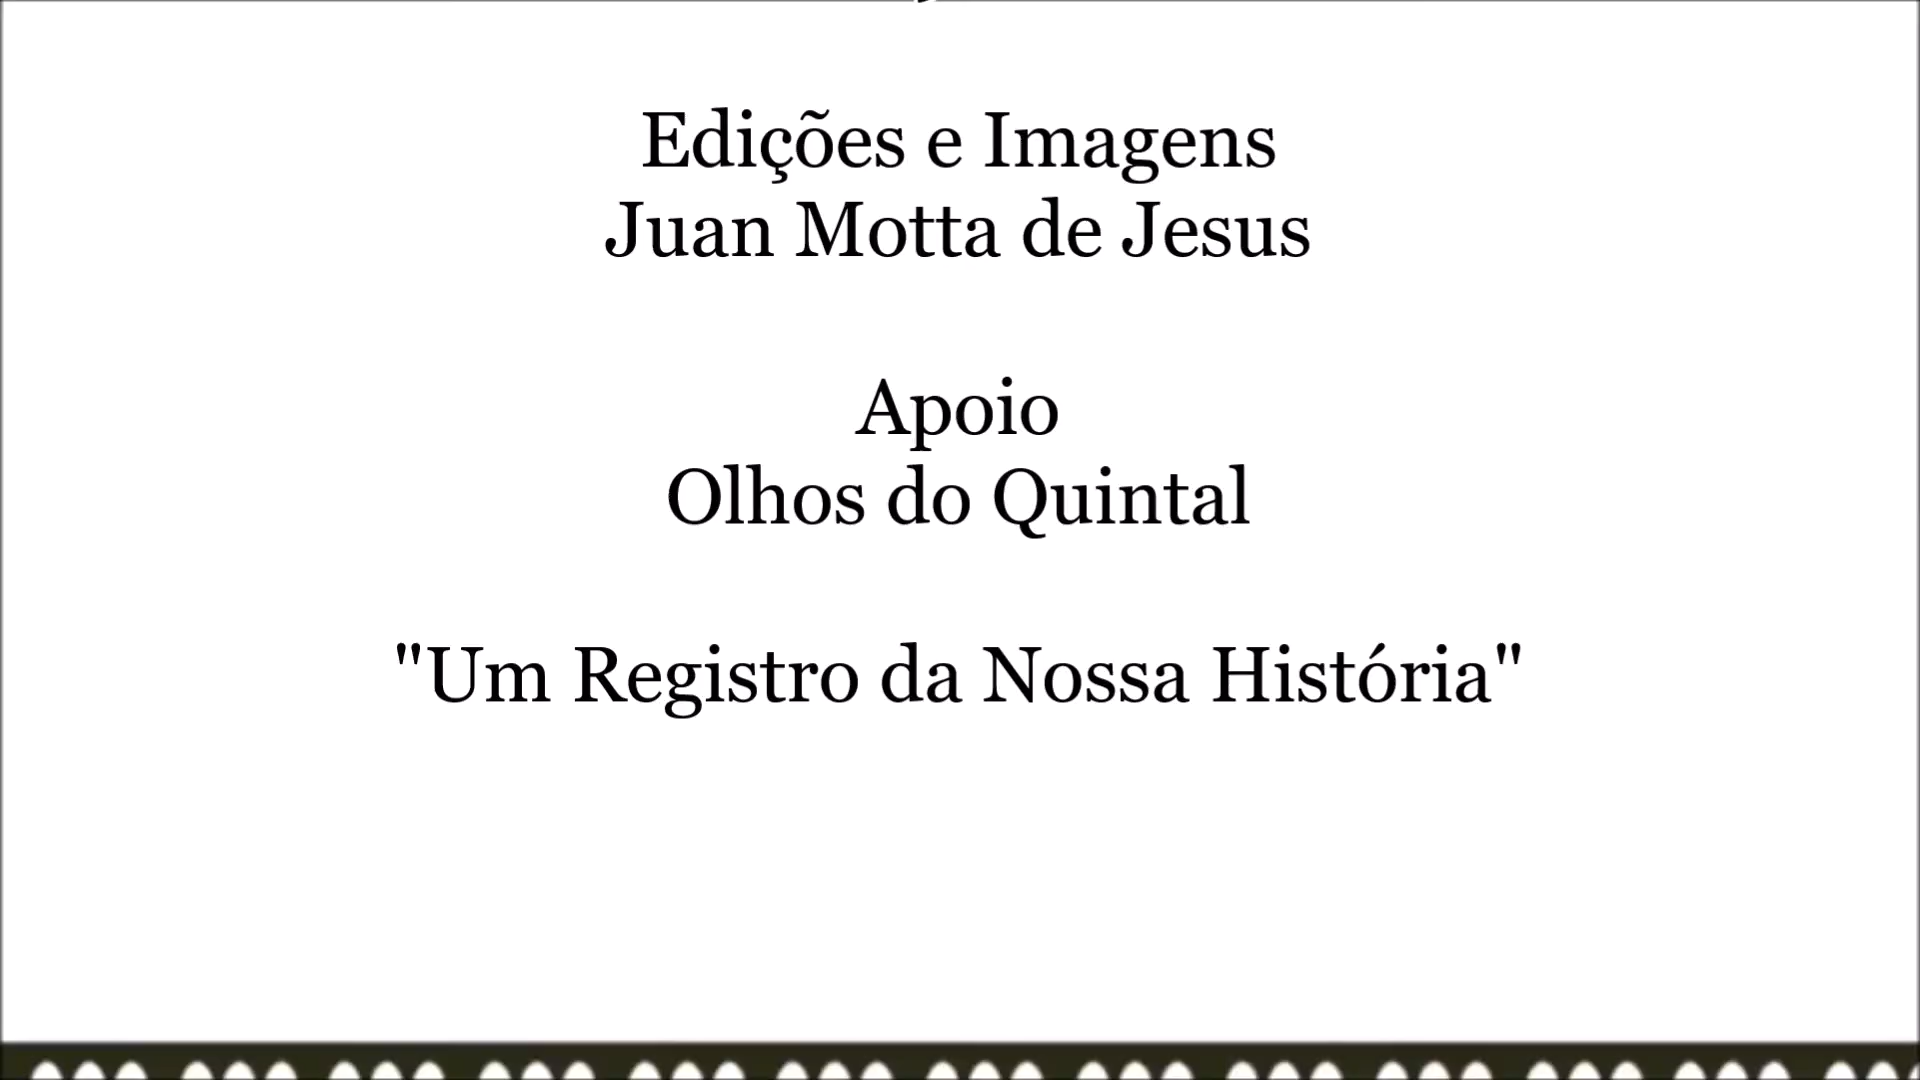 Edições e Imagens
Juan Motta de Jesus
Apoio
Olhos do Quintal
"Um Registro da Nossa História"